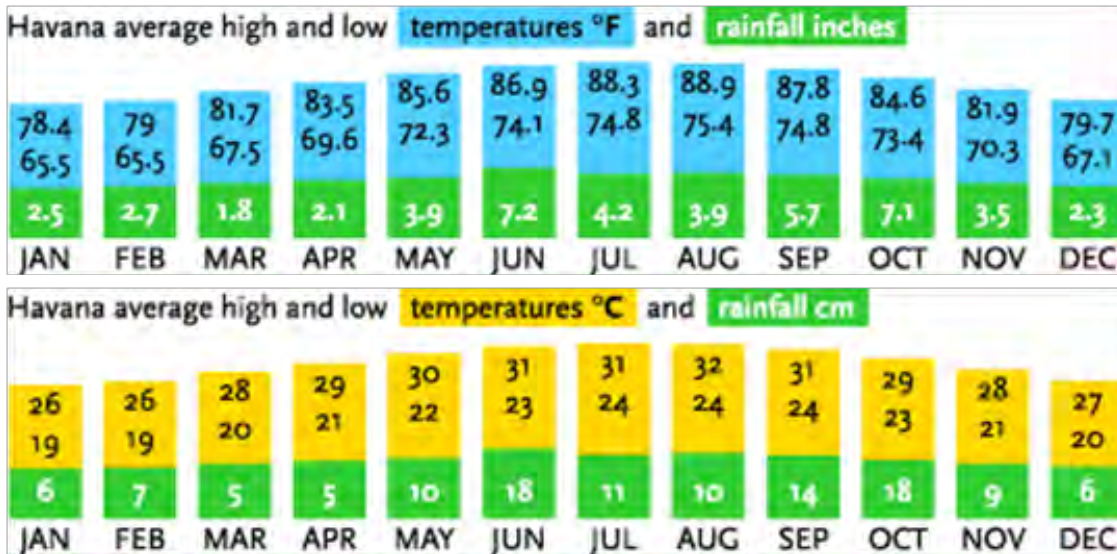 Havana average high and low temperatures °F and rainfall inches
78.4 79 81.7 83.5 85.6 86.9 88.3 88.9 87.8 84.6 81.9 79.7
65.5 65.5 67.5 69.6 72.3 74.1 74.8 75.4 74.8 73.4 70.3 67.1
2.5 2.7 1.8 2.1 3.9 7.2 4.2 3.9 5.7 7.1 3.5 2.3
JAN FEB MAR APR MAY JUN JUL AUG SEP OCT NOV DEC
Havana average high and low temperatures °C and rainfall cm
26 26 28 29 30 31 31 32 31 29 28 27
19 19 20 21 22 23 24 24 24 23 21 20
6 7 5 5 10 18 11 10 14 18 9 6
JAN FEB MAR APR MAY JUN JUL AUG SEP OCT NOV DEC